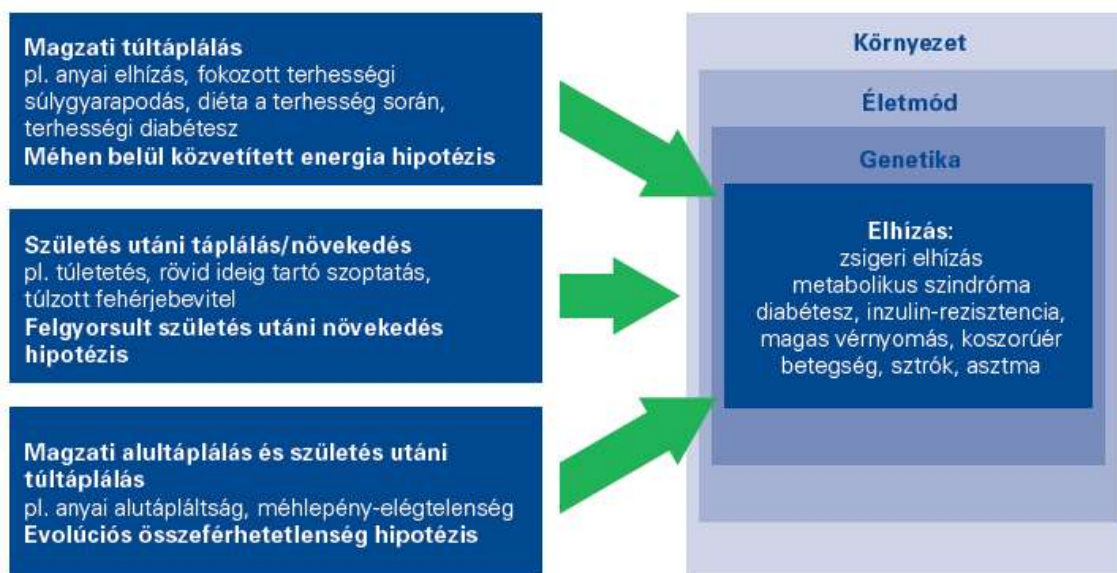 Magzati túltáplálás
pl. anyai elhízás, fokozott terhességi
súlygyarapodás, diéta a terhesség során,
terhességi diabétesz
Méhen belül közvetített energia hipotézis
Születés utáni táplálás/növekedés
pl. túletetés, rövid ideig tartó szoptatás,
túlzott fehérjebevitel
Felgyorsult születés utáni növekedés
hipotézis
Magzati alultáplálás és születés utáni
túltáplálás
pl. anyai alutápláltság, méhlepény-elégtelenség
Evolúciós összeférhetetlenség hipotézis
Környezet
Életmód
Genetika
Elhízás:
zsigeri elhízás
metabolikus szindróma
diabétesz, inzulin-rezisztencia,
magas vérnyomás, koszorúér
betegség, sztrók, asztma